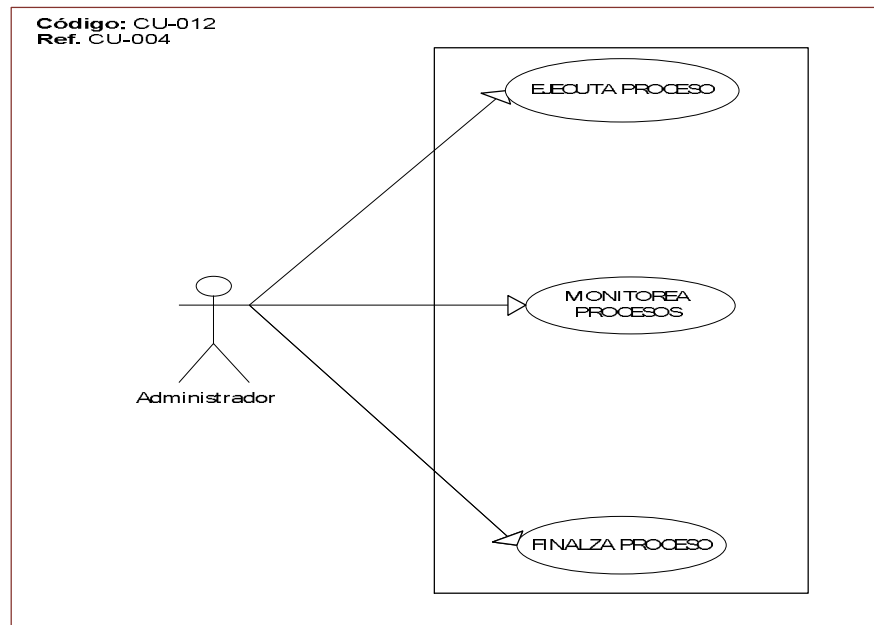 Código: CU-012
Ref. CU-004
EJECUTA PROCESO
MONITOREA
PROCESOS
Administrador
FINALZA PROCESO